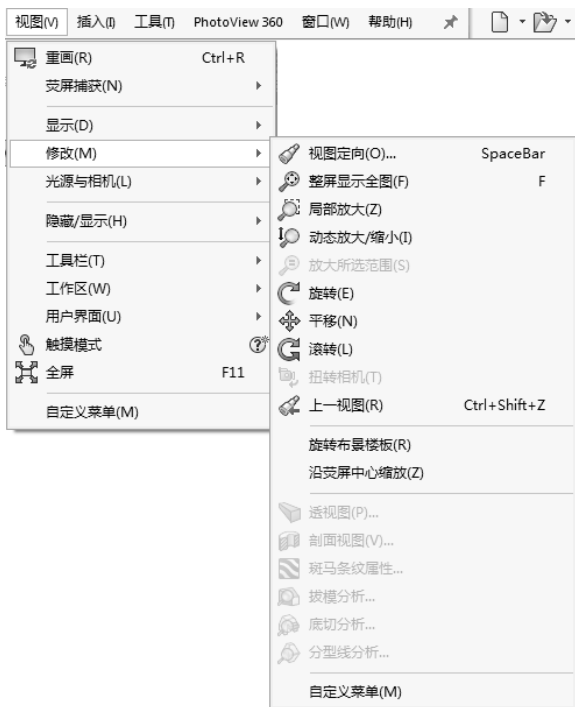 视图(V) 插入(I) 工具(T) PhotoView 360 窗口(W) 帮助(H)
重画(R) Ctrl+R
荧屏捕获(N)
显示(D)
修改(M)
光源与相机(L)
隐藏/显示(H)
工具栏(T)
工作区(W)
用户界面(U)
触摸模式
全屏 F11
自定义菜单(M)
视图定向(O)... SpaceBar
整屏显示全图(F) F
局部放大(Z)
动态放大/缩小(I)
放大所选范围(S)
旋转(E)
平移(N)
滚转(L)
扭转相机(T)
上一视图(R) Ctrl+Shift+Z
旋转布景楼板(R)
沿荧屏中心缩放(Z)
透视图(P)...
剖面视图(V)...
斑马条纹属性...
拔模分析...
底切分析...
分型线分析...
自定义菜单(M)